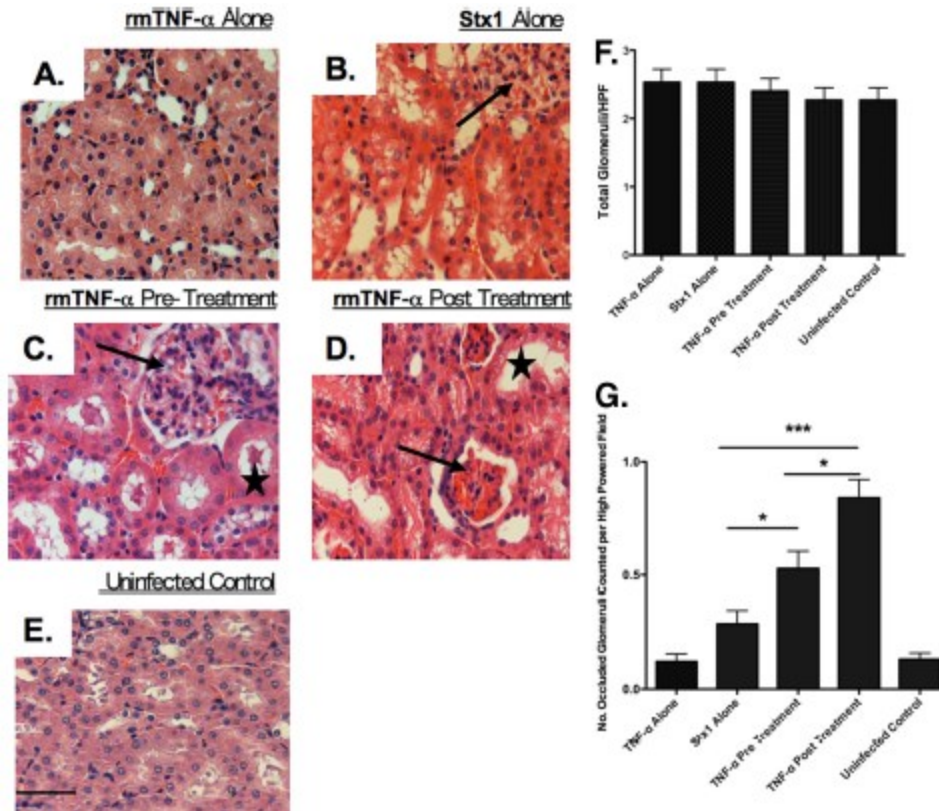 rmTNF-α Alone
Stx1 Alone
A.
B.
rmTNF-α Pre-Treatment
rmTNF-α Post Treatment
C.
D.
Uninfected Control
E.
F.
Total Glomeruli/HPF
3
2
1
0
TNF-α Alone
Stx1 Alone
TNF-α Pre Treatment
TNF-α Post Treatment
Uninfected Control
G.
No. Occluded Glomeruli Counted per High Powered Field
1.0
0.5
0.0
***
*
*
TNF-α Alone
Stx1 Alone
TNF-α Pre Treatment
TNF-α Post Treatment
Uninfected Control